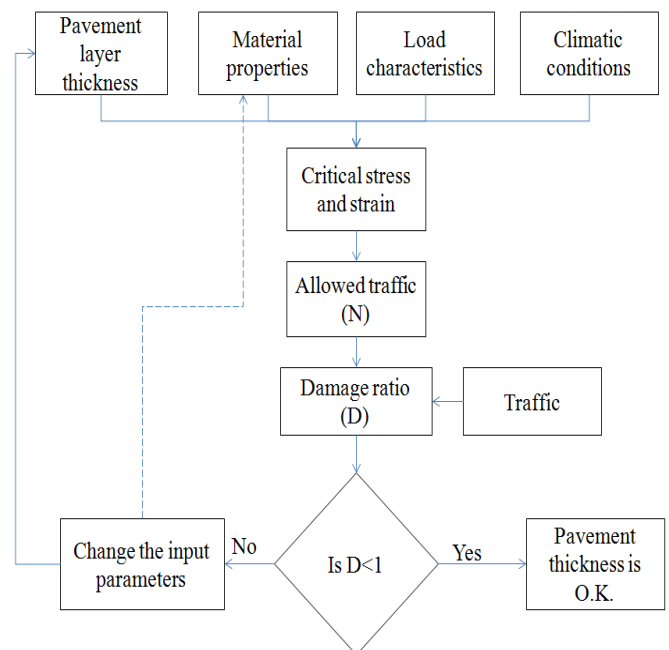 Pavement
layer
thickness
Material
properties
Load
characteristics
Climatic
conditions
Critical stress
and strain
Allowed traffic
(N)
Damage ratio
(D)
Traffic
Change the input
parameters
No
Is D<1
Yes
Pavement
thickness is
O.K.